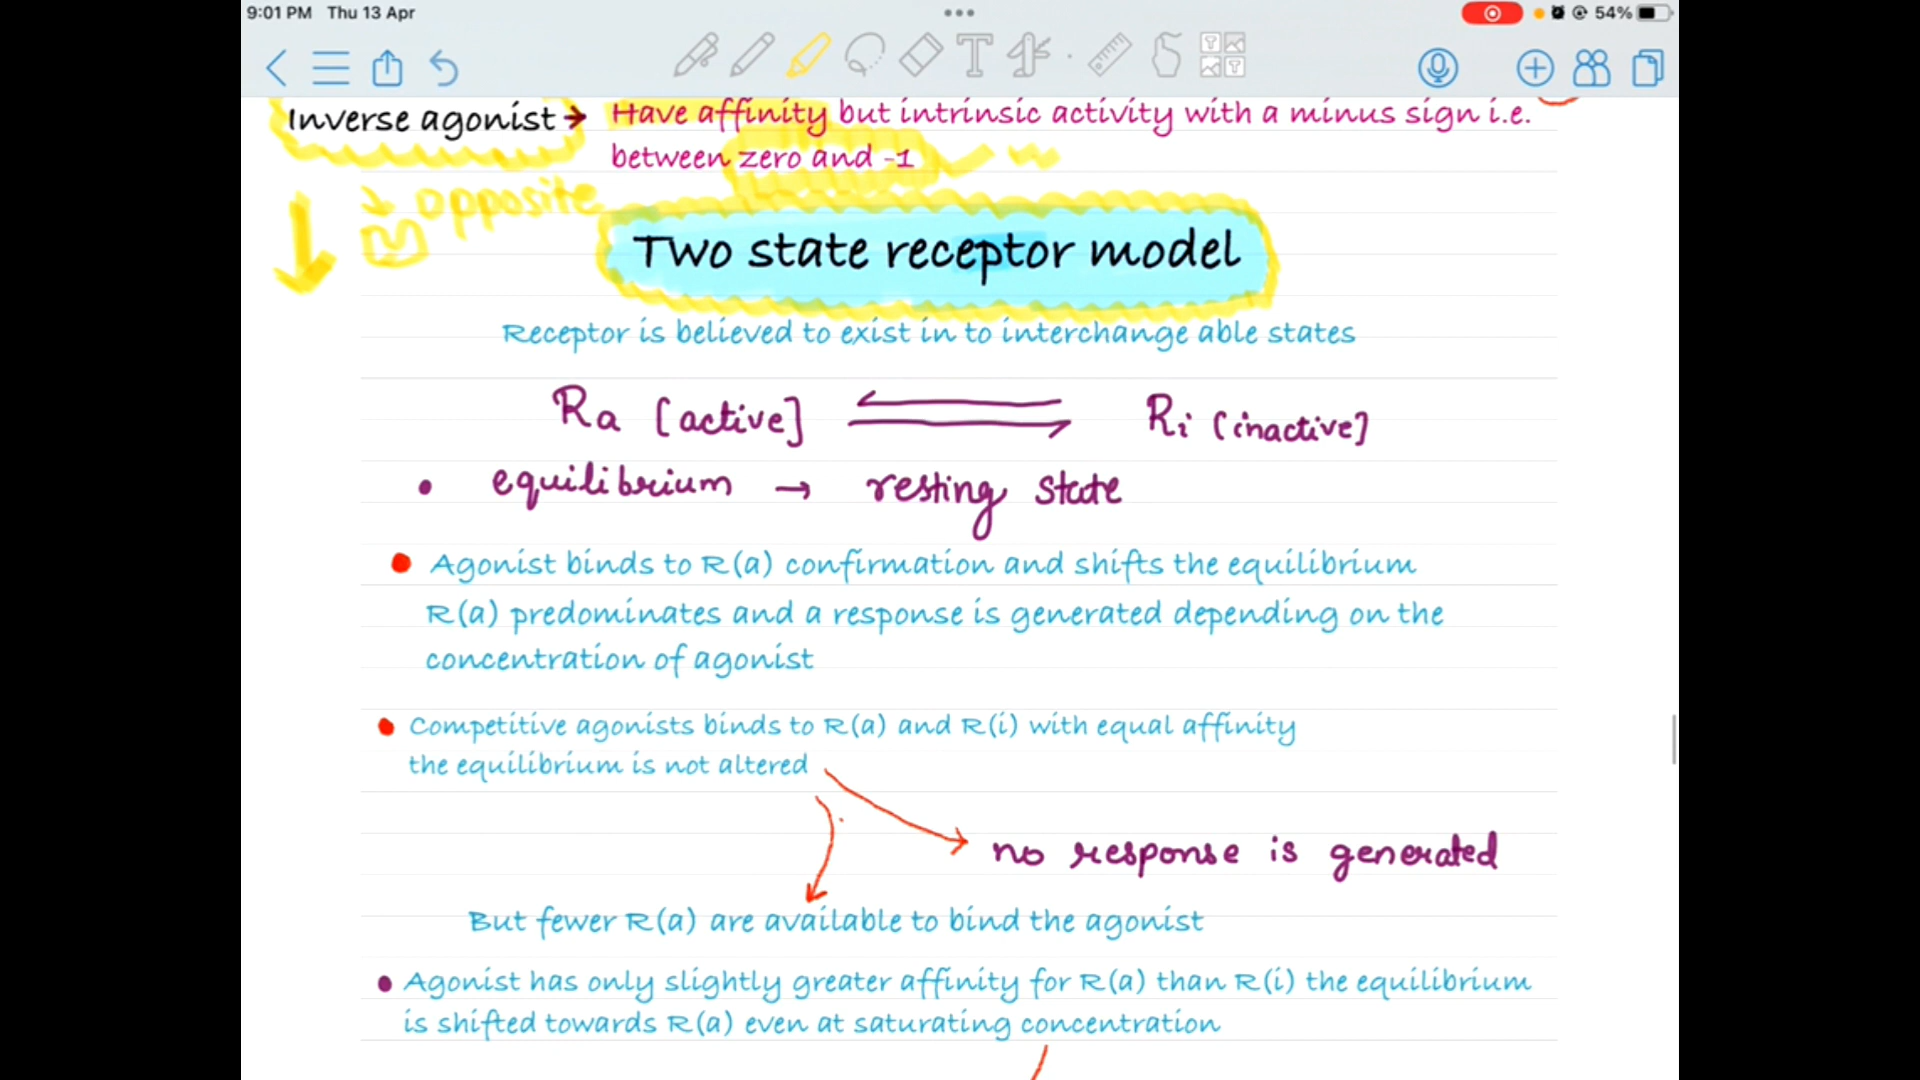 9:01 PM Thu 13 Apr
54%
Inverse agonist → Have affinity but intrinsic activity with a minus sign i.e.
between zero and -1
opposite
Two state receptor model
Receptor is believed to exist in to interchange able states
Ra [active] ⇌ Ri [inactive]
• equilibrium → resting state
• Agonist binds to R(a) confirmation and shifts the equilibrium
R(a) predominates and a response is generated depending on the
concentration of agonist
• Competitive agonists binds to R(a) and R(i) with equal affinity
the equilibrium is not altered
no response is generated
But fewer R(a) are available to bind the agonist
• Agonist has only slightly greater affinity for R(a) than R(i) the equilibrium
is shifted towards R(a) even at saturating concentration